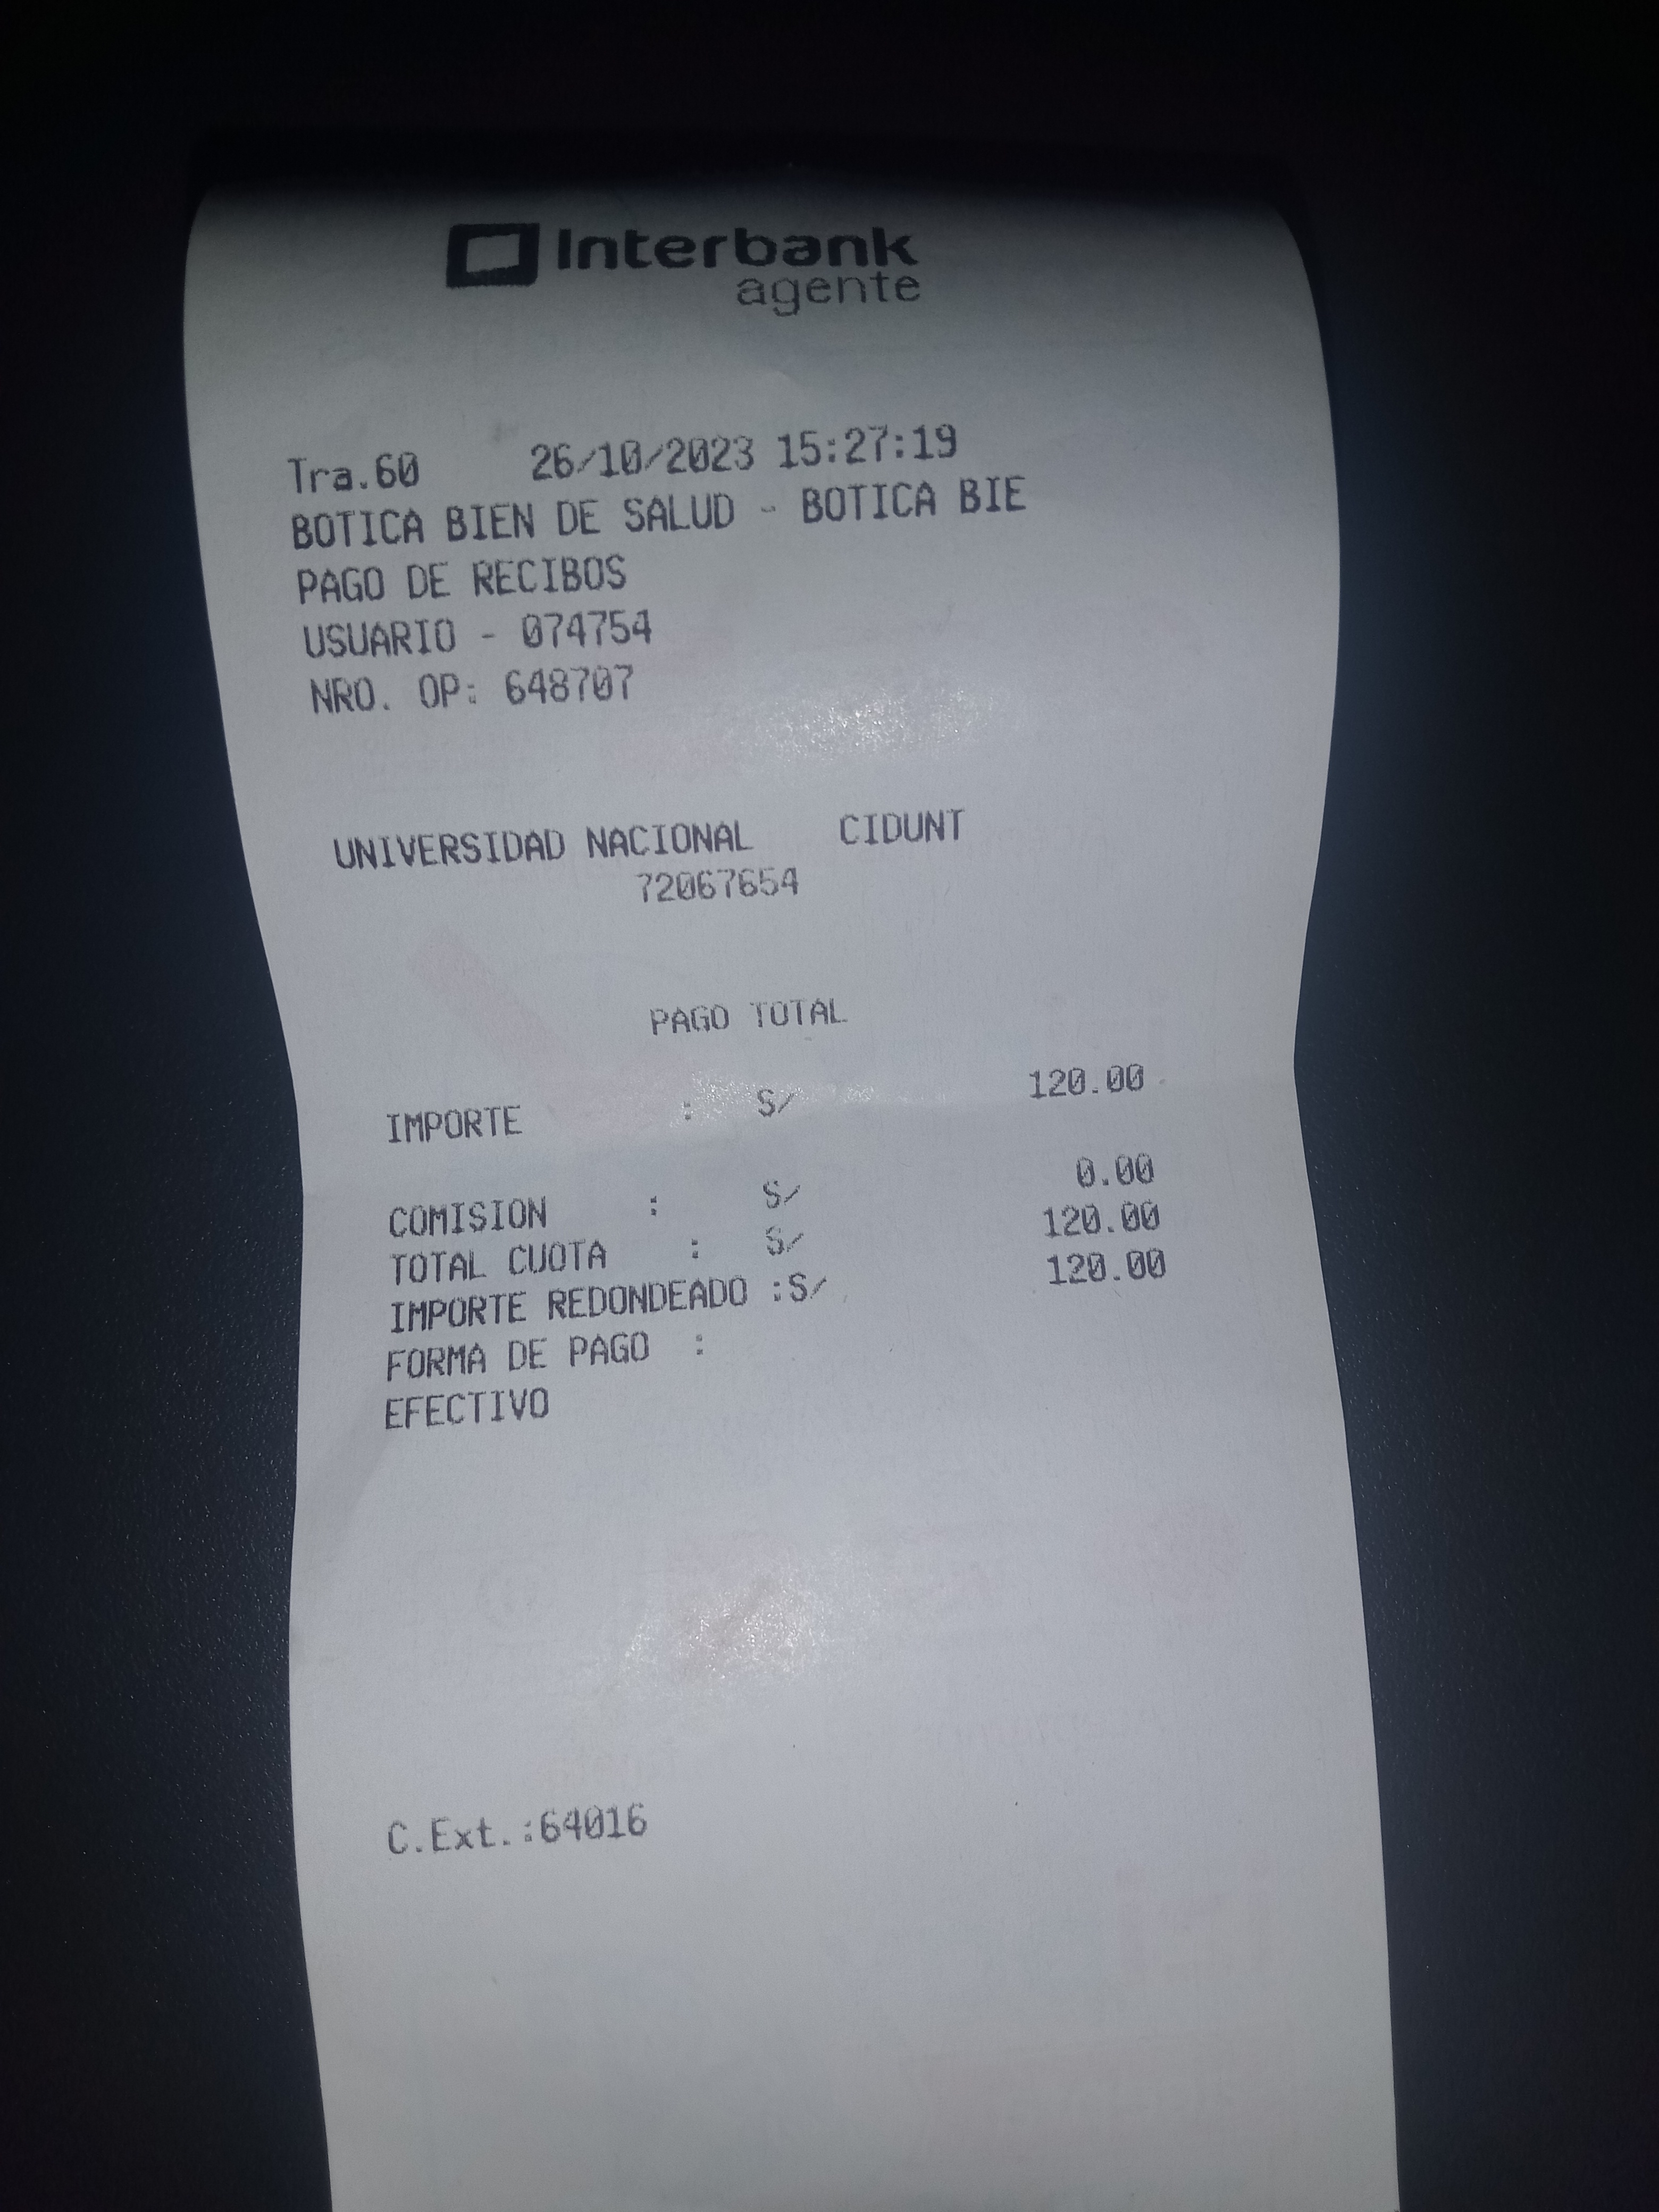 Interbank
agente
Tra.60 26/10/2023 15:27:19
BOTICA BIEN DE SALUD - BOTICA BIE
PAGO DE RECIBOS
USUARIO - 074754
NRO. OP: 648707
UNIVERSIDAD NACIONAL CIDUNT
72067654
PAGO TOTAL
IMPORTE : S/ 120.00
COMISION : S/ 0.00
TOTAL CUOTA : S/ 120.00
IMPORTE REDONDEADO :S/ 120.00
FORMA DE PAGO :
EFECTIVO
C.Ext.:64016